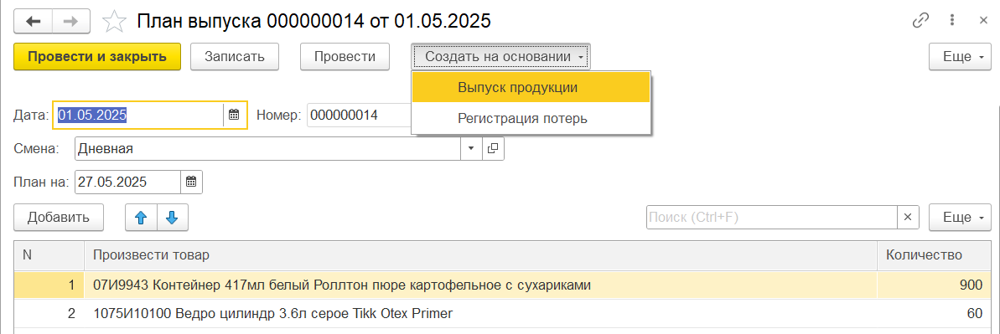 План выпуска 000000014 от 01.05.2025
Провести и закрыть Записать Провести Создать на основании Еще
Выпуск продукции
Дата: 01.05.2025 Номер: 000000014
Регистрация потерь
Смена: Дневная
План на: 27.05.2025
Добавить Поиск (Ctrl+F) Еще
N Произвести товар Количество
1 07И9943 Контейнер 417мл белый Роллтон пюре картофельное с сухариками 900
2 1075И10100 Ведро цилиндр 3.6л серое Tikk Otex Primer 60